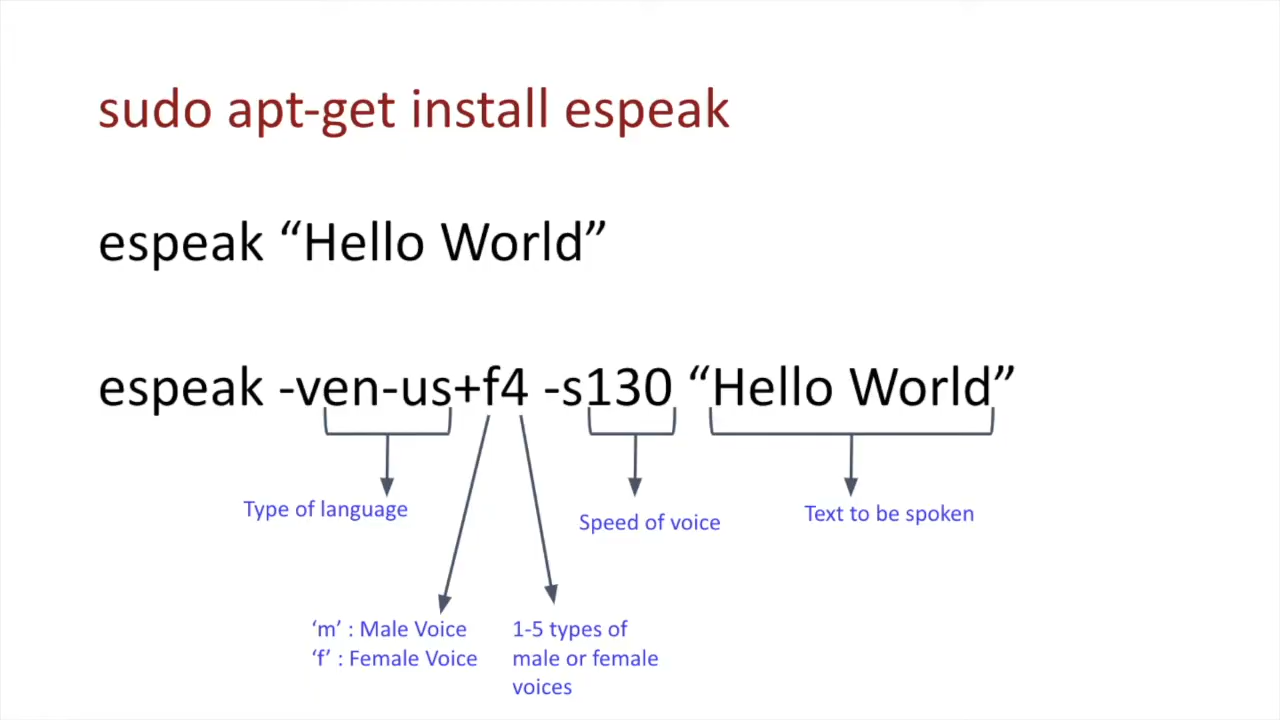 sudo apt-get install espeak
espeak “Hello World”
espeak -ven-us+f4 -s130 “Hello World”
Type of language
Speed of voice
Text to be spoken
‘m’ : Male Voice
‘f’ : Female Voice
1-5 types of
male or female
voices